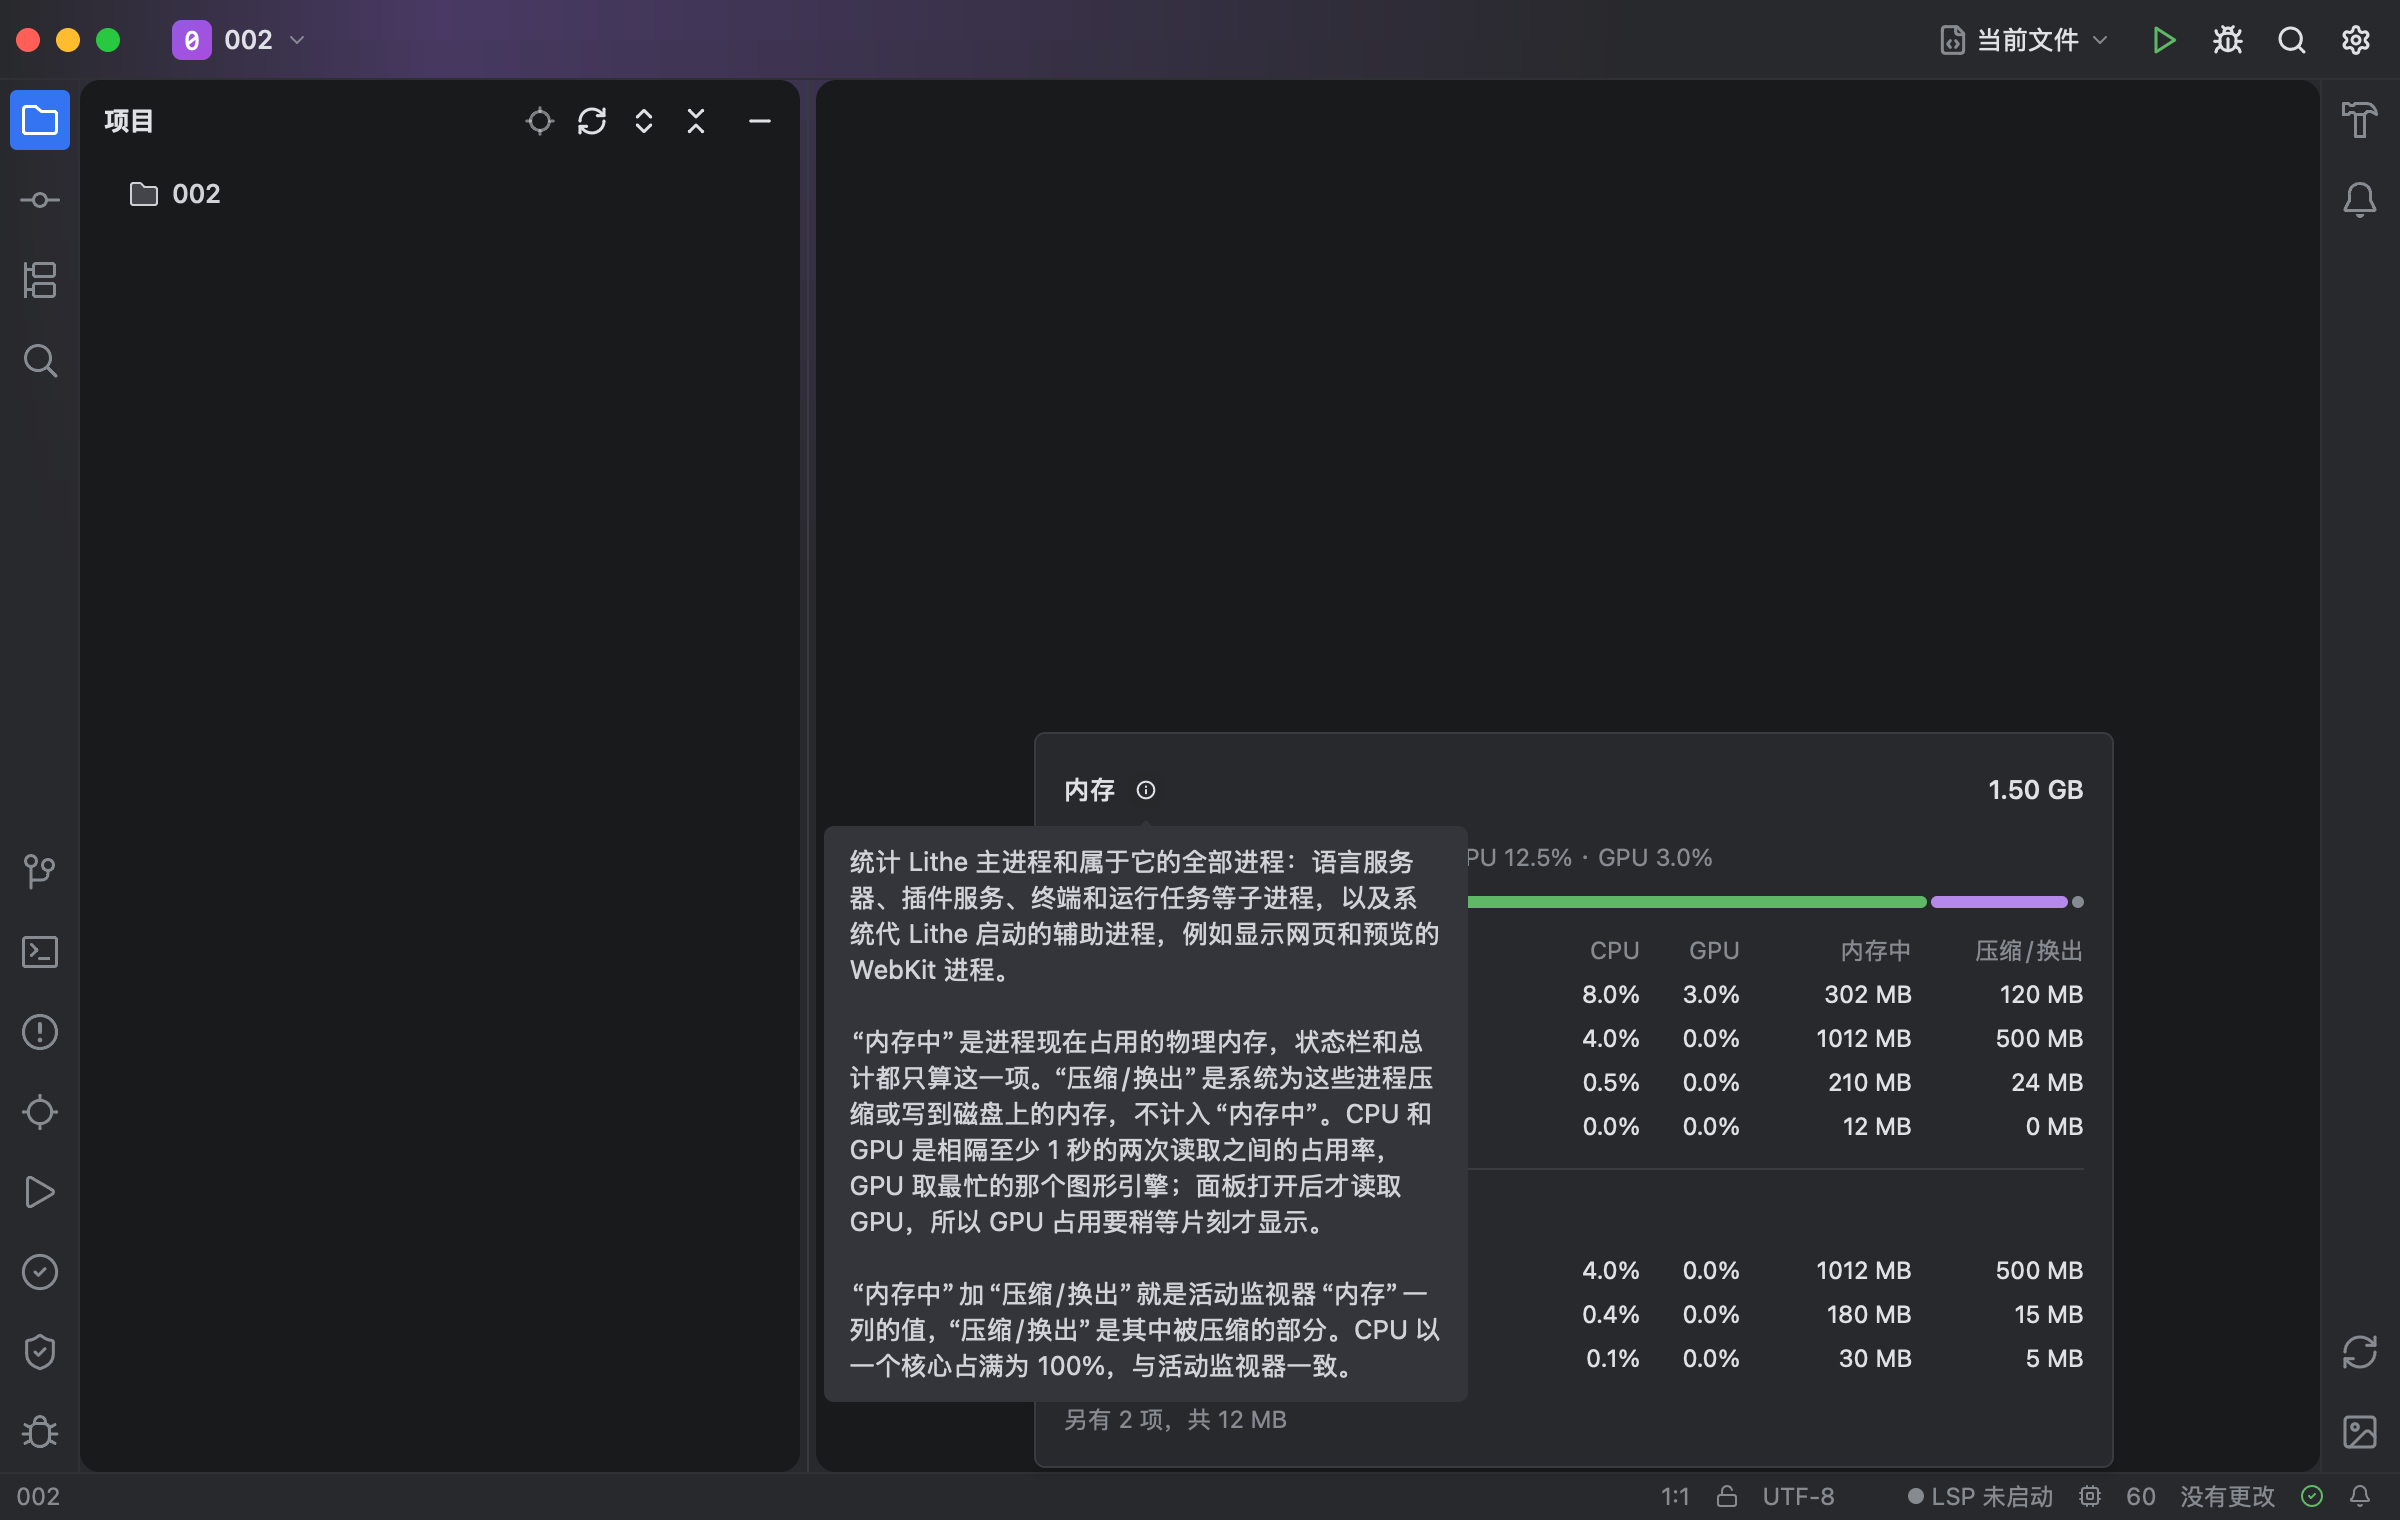 0 002
当前文件
项目
002
内存
1.50 GB
统计 Lithe 主进程和属于它的全部进程：语言服务
器、插件服务、终端和运行任务等子进程，以及系
统代 Lithe 启动的辅助进程，例如显示网页和预览的
WebKit 进程。
“内存中”是进程现在占用的物理内存，状态栏和总
计都只算这一项。“压缩/换出”是系统为这些进程压
缩或写到磁盘上的内存，不计入“内存中”。CPU 和
GPU 是相隔至少 1 秒的两次读取之间的占用率，
GPU 取最忙的那个图形引擎；面板打开后才读取
GPU，所以 GPU 占用要稍等片刻才显示。
“内存中”加“压缩/换出”就是活动监视器“内存”一
列的值，“压缩/换出”是其中被压缩的部分。CPU 以
一个核心占满为 100%，与活动监视器一致。
PU 12.5% · GPU 3.0%
CPU GPU 内存中 压缩/换出
8.0% 3.0% 302 MB 120 MB
4.0% 0.0% 1012 MB 500 MB
0.5% 0.0% 210 MB 24 MB
0.0% 0.0% 12 MB 0 MB
4.0% 0.0% 1012 MB 500 MB
0.4% 0.0% 180 MB 15 MB
0.1% 0.0% 30 MB 5 MB
另有 2 项，共 12 MB
002
1:1 UTF-8 LSP 未启动 60 没有更改